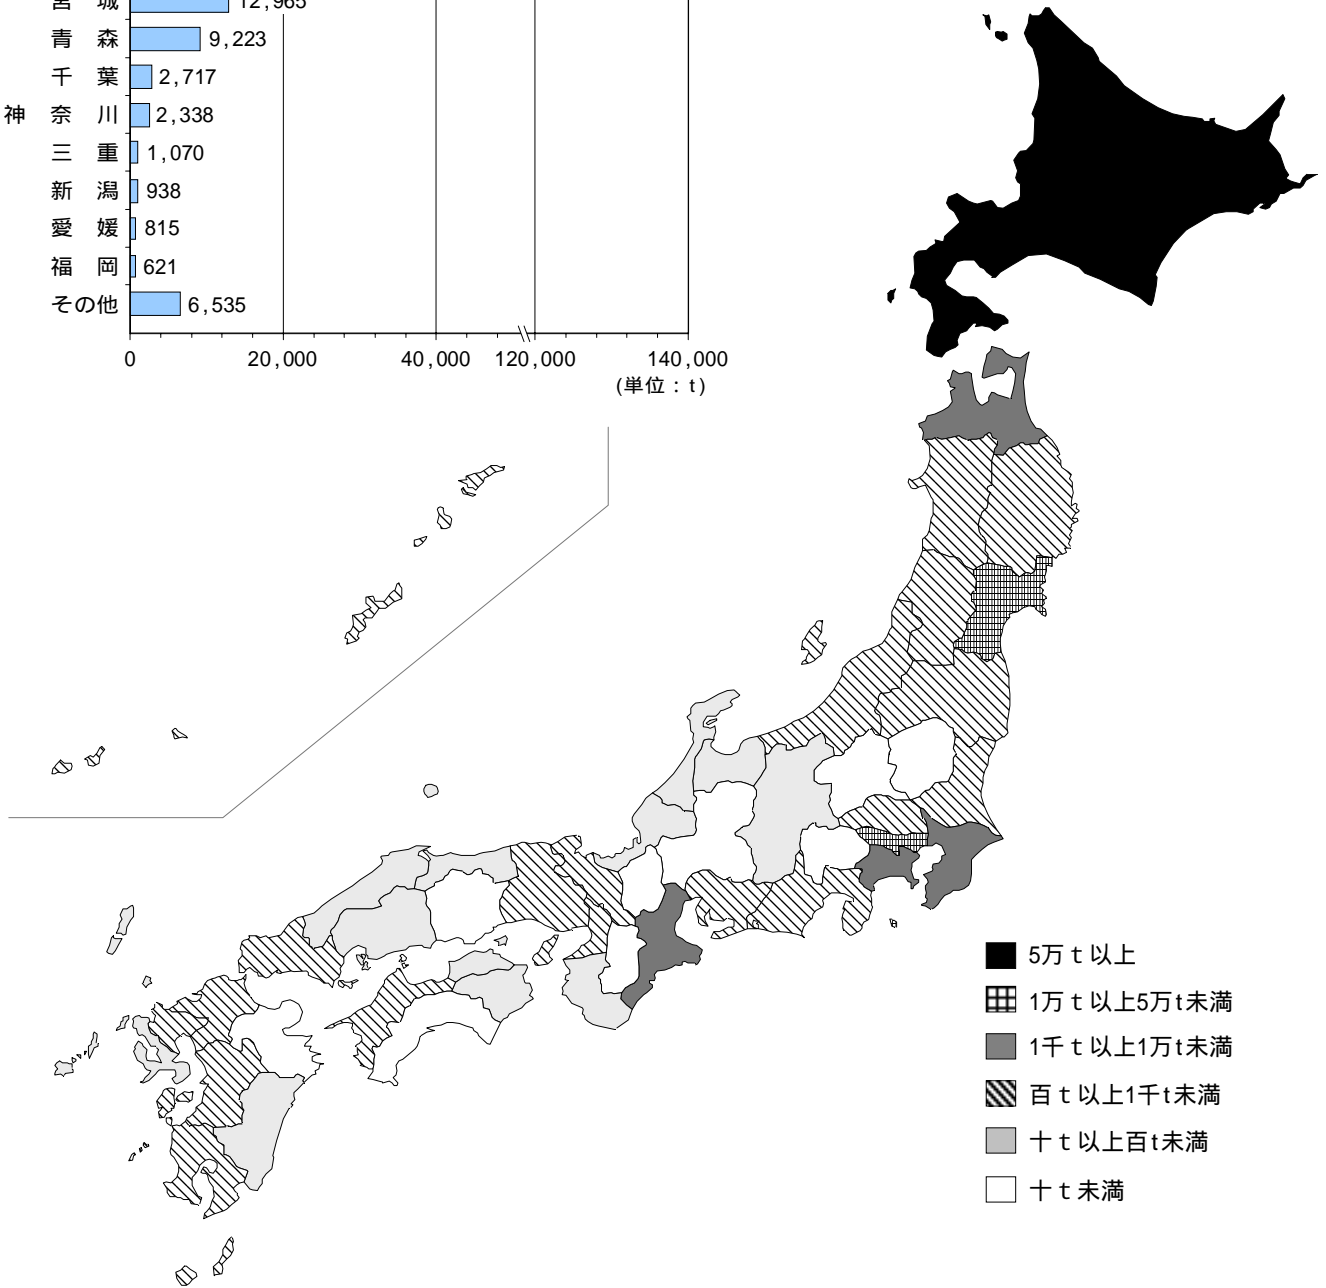 宮 城 12,965
青 森 9,223
千 葉 2,717
神 奈 川 2,338
三 重 1,070
新 潟 938
愛 媛 815
福 岡 621
その他 6,535
0 20,000 40,000 120,000 140,000
(単位：t)
5万ｔ以上
1万ｔ以上5万t未満
1千ｔ以上1万t未満
百ｔ以上1千t未満
十ｔ以上百t未満
十ｔ未満